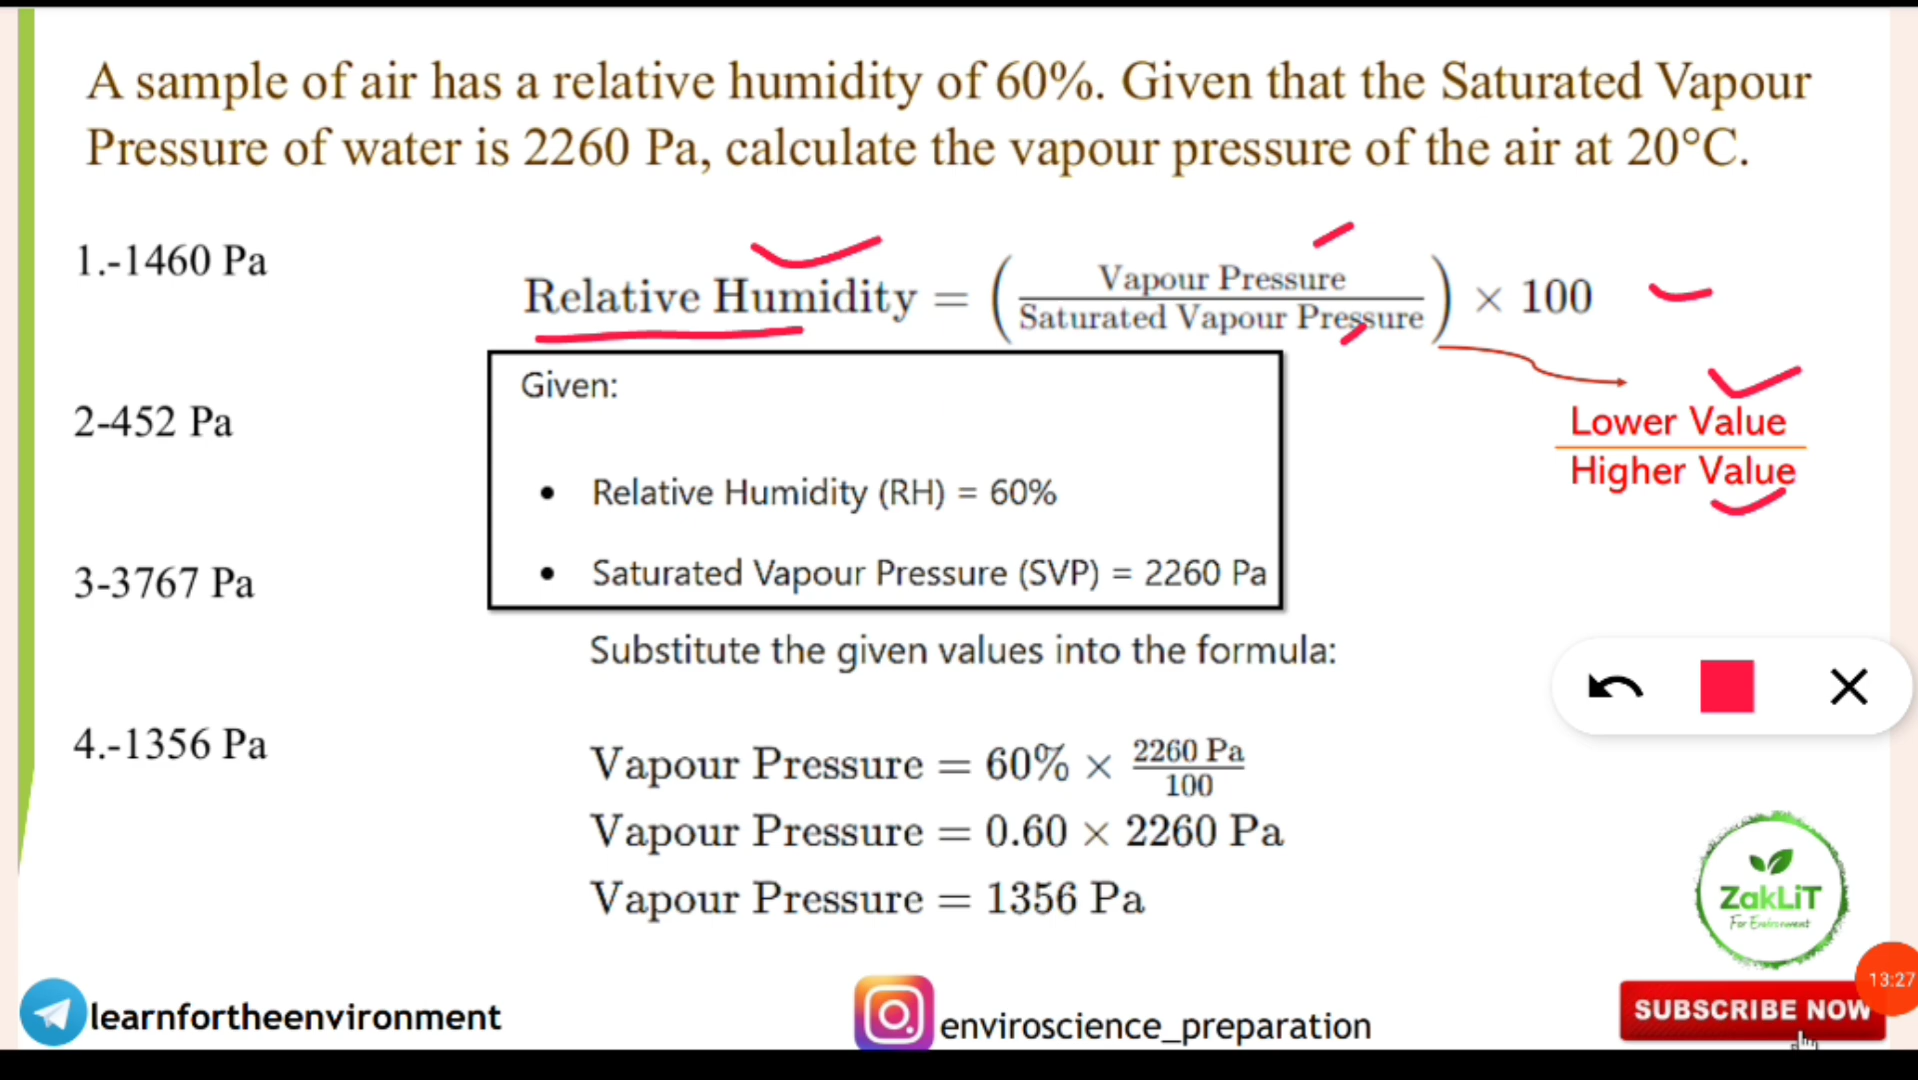 A sample of air has a relative humidity of 60%. Given that the Saturated Vapour
Pressure of water is 2260 Pa, calculate the vapour pressure of the air at 20°C.
1.-1460 Pa
Relative Humidity = ( Vapour Pressure / Saturated Vapour Pressure ) × 100
Given:
2-452 Pa
Lower Value
Higher Value
• Relative Humidity (RH) = 60%
3-3767 Pa
• Saturated Vapour Pressure (SVP) = 2260 Pa
Substitute the given values into the formula:
4.-1356 Pa
Vapour Pressure = 60% × 2260 Pa / 100
Vapour Pressure = 0.60 × 2260 Pa
Vapour Pressure = 1356 Pa
ZakLiT
For Environment
13:27
learnfortheenvironment
enviroscience_preparation
SUBSCRIBE NOW